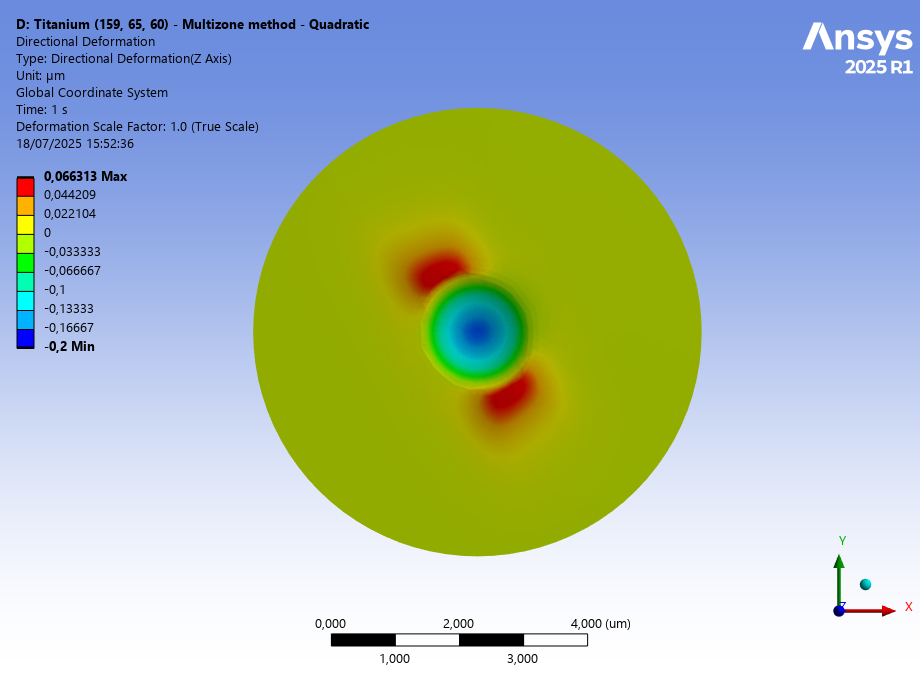 D: Titanium (159, 65, 60) - Multizone method - Quadratic
Directional Deformation
Type: Directional Deformation(Z Axis)
Unit: µm
Global Coordinate System
Time: 1 s
Deformation Scale Factor: 1.0 (True Scale)
18/07/2025 15:52:36
Ansys
2025 R1
0,066313 Max
0,044209
0,022104
0
-0,033333
-0,066667
-0,1
-0,13333
-0,16667
-0,2 Min
Y
Z
X
0,000 2,000 4,000 (um)
1,000 3,000